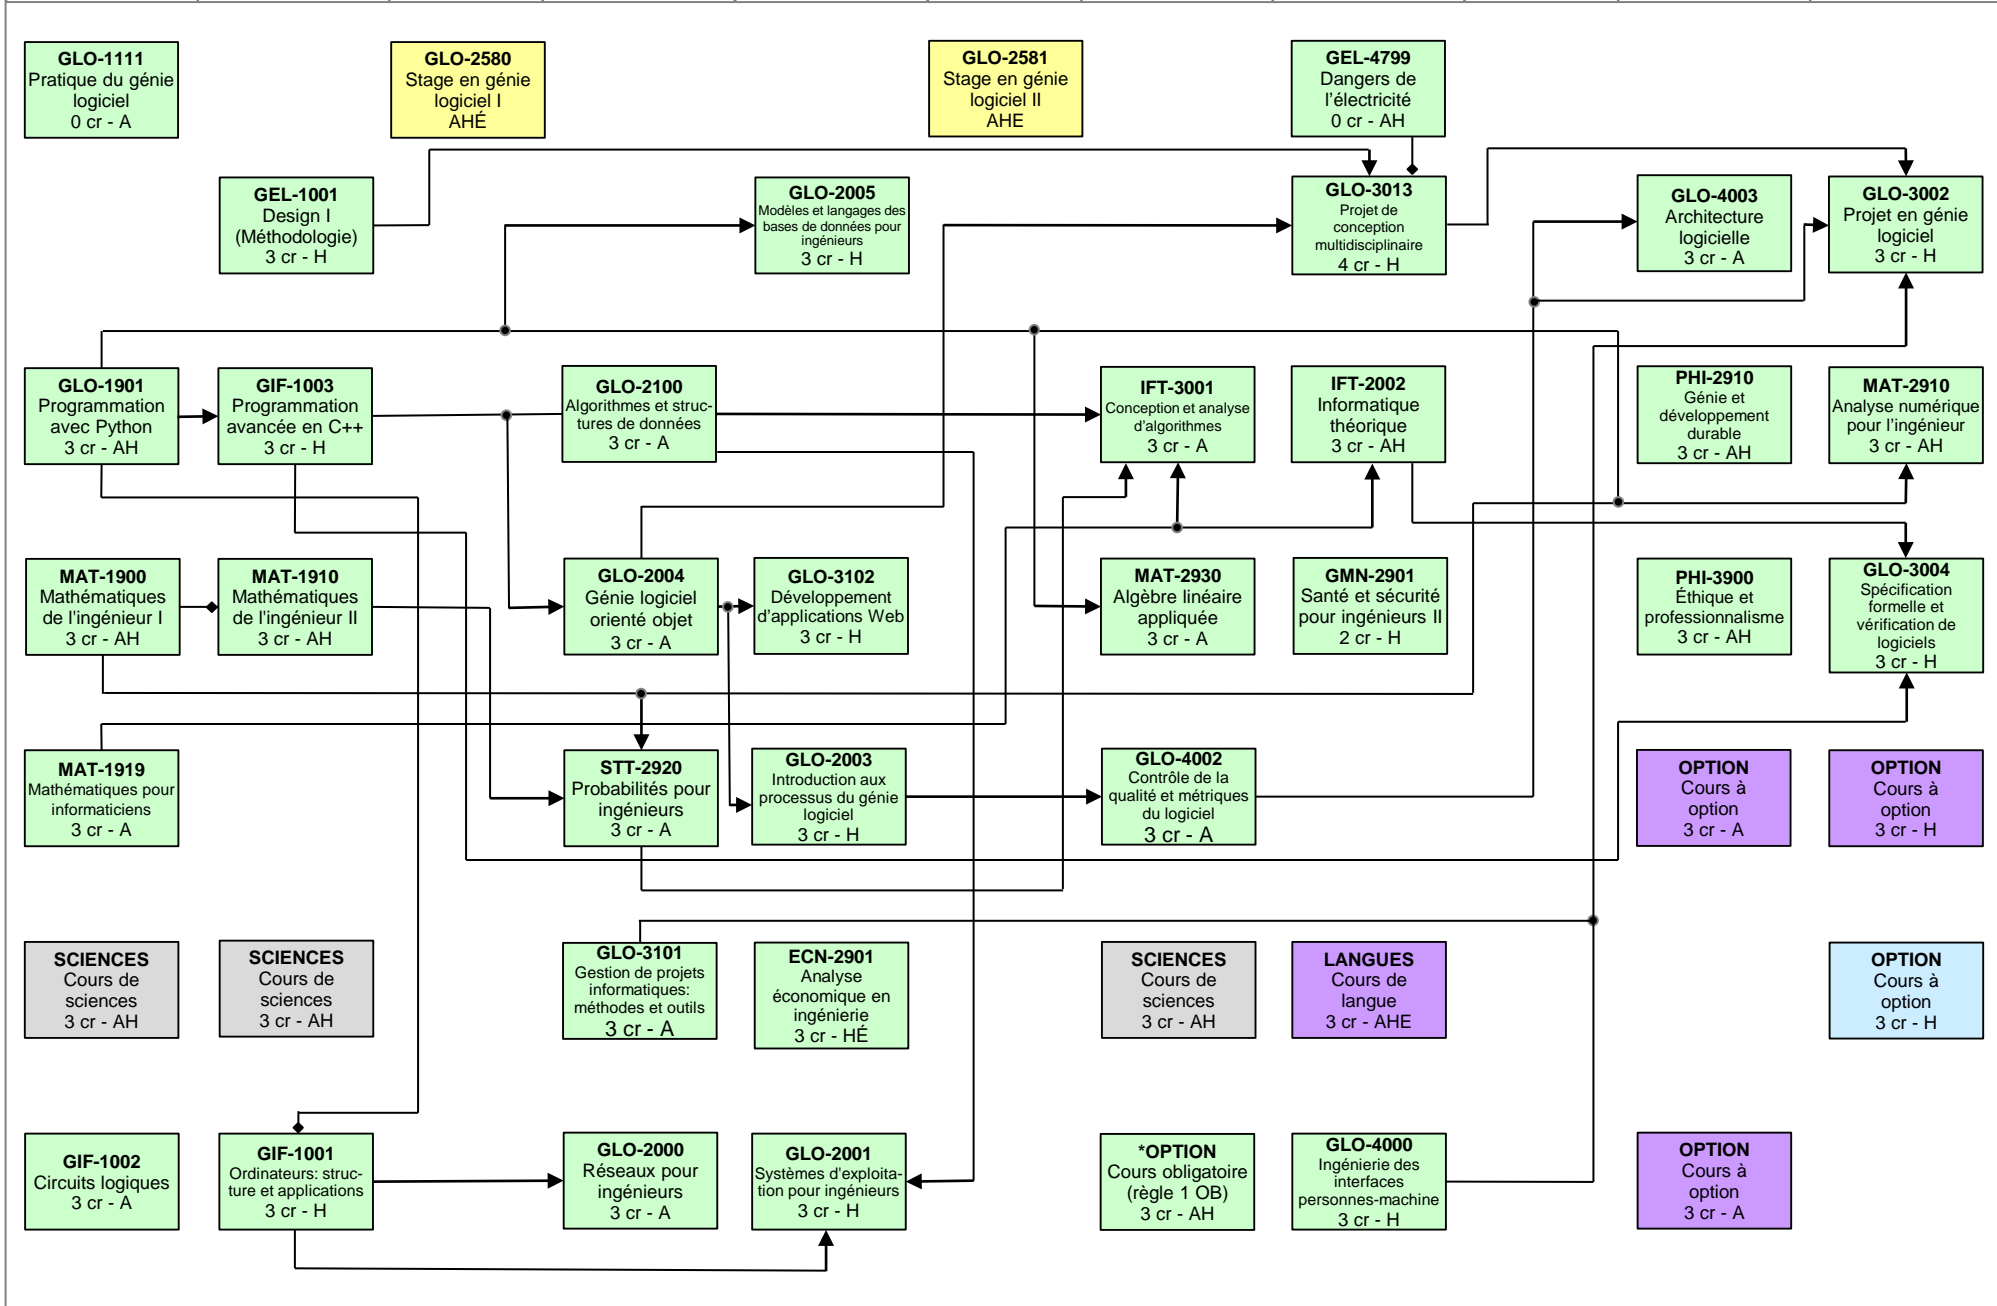 GLO-1111
Pratique du génie
logiciel
0 cr - A
GLO-2580
Stage en génie
logiciel I
AHÉ
GLO-2581
Stage en génie
logiciel II
AHE
GEL-4799
Dangers de
l'électricité
0 cr - AH
GEL-1001
Design I
(Méthodologie)
3 cr - H
GLO-2005
Modèles et langages des
bases de données pour
ingénieurs
3 cr - H
GLO-3013
Projet de
conception
multidisciplinaire
4 cr - H
GLO-4003
Architecture
logicielle
3 cr - A
GLO-3002
Projet en génie
logiciel
3 cr - H
GLO-1901
Programmation
avec Python
3 cr - AH
GIF-1003
Programmation
avancée en C++
3 cr - H
GLO-2100
Algorithmes et struc-
tures de données
3 cr - A
IFT-3001
Conception et analyse
d'algorithmes
3 cr - A
IFT-2002
Informatique
théorique
3 cr - AH
PHI-2910
Génie et
développement
durable
3 cr - AH
MAT-2910
Analyse numérique
pour l'ingénieur
3 cr - AH
MAT-1900
Mathématiques
de l'ingénieur I
3 cr - AH
MAT-1910
Mathématiques
de l'ingénieur II
3 cr - AH
GLO-2004
Génie logiciel
orienté objet
3 cr - A
GLO-3102
Développement
d'applications Web
3 cr - H
MAT-2930
Algèbre linéaire
appliquée
3 cr - A
GMN-2901
Santé et sécurité
pour ingénieurs II
2 cr - H
PHI-3900
Éthique et
professionnalisme
3 cr - AH
GLO-3004
Spécification
formelle et
vérification de
logiciels
3 cr - H
MAT-1919
Mathématiques pour
informaticiens
3 cr - A
STT-2920
Probabilités pour
ingénieurs
3 cr - A
GLO-2003
Introduction aux
processus du génie
logiciel
3 cr - H
GLO-4002
Contrôle de la
qualité et métriques
du logiciel
3 cr - A
OPTION
Cours à
option
3 cr - A
OPTION
Cours à
option
3 cr - H
SCIENCES
Cours de
sciences
3 cr - AH
SCIENCES
Cours de
sciences
3 cr - AH
GLO-3101
Gestion de projets
informatiques:
méthodes et outils
3 cr - A
ECN-2901
Analyse
économique en
ingénierie
3 cr - HÉ
SCIENCES
Cours de
sciences
3 cr - AH
LANGUES
Cours de
langue
3 cr - AHE
OPTION
Cours à
option
3 cr - H
GIF-1002
Circuits logiques
3 cr - A
GIF-1001
Ordinateurs: struc-
ture et applications
3 cr - H
GLO-2000
Réseaux pour
ingénieurs
3 cr - A
GLO-2001
Systèmes d'exploita-
tion pour ingénieurs
3 cr - H
*OPTION
Cours obligatoire
(règle 1 OB)
3 cr - AH
GLO-4000
Ingénierie des
interfaces
personnes-machine
3 cr - H
OPTION
Cours à
option
3 cr - A